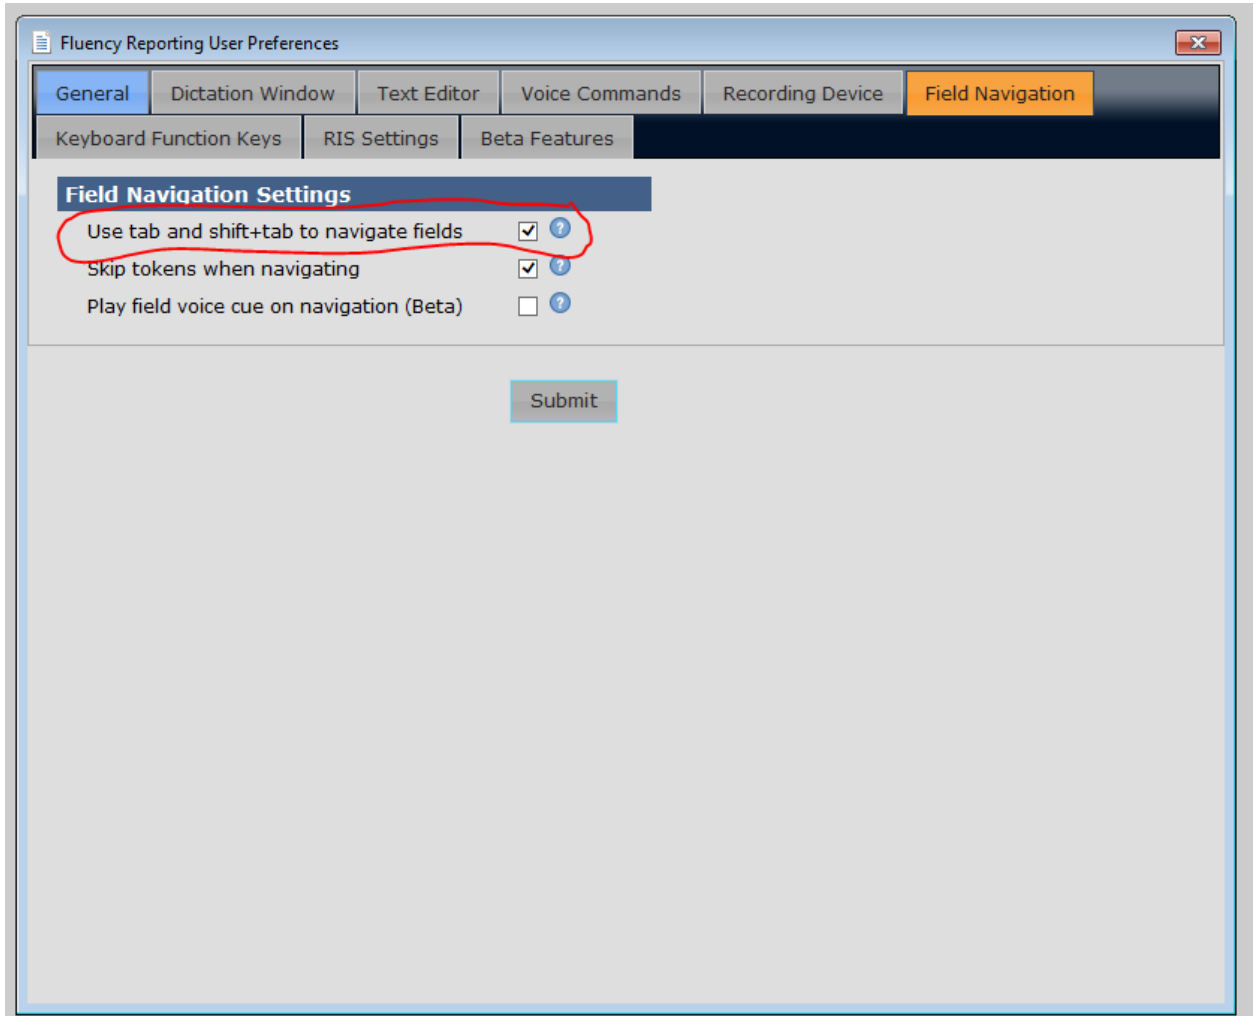 Fluency Reporting User Preferences
General Dictation Window Text Editor Voice Commands Recording Device Field Navigation
Keyboard Function Keys RIS Settings Beta Features
Field Navigation Settings
Use tab and shift+tab to navigate fields ?
Skip tokens when navigating ?
Play field voice cue on navigation (Beta) ?
Submit